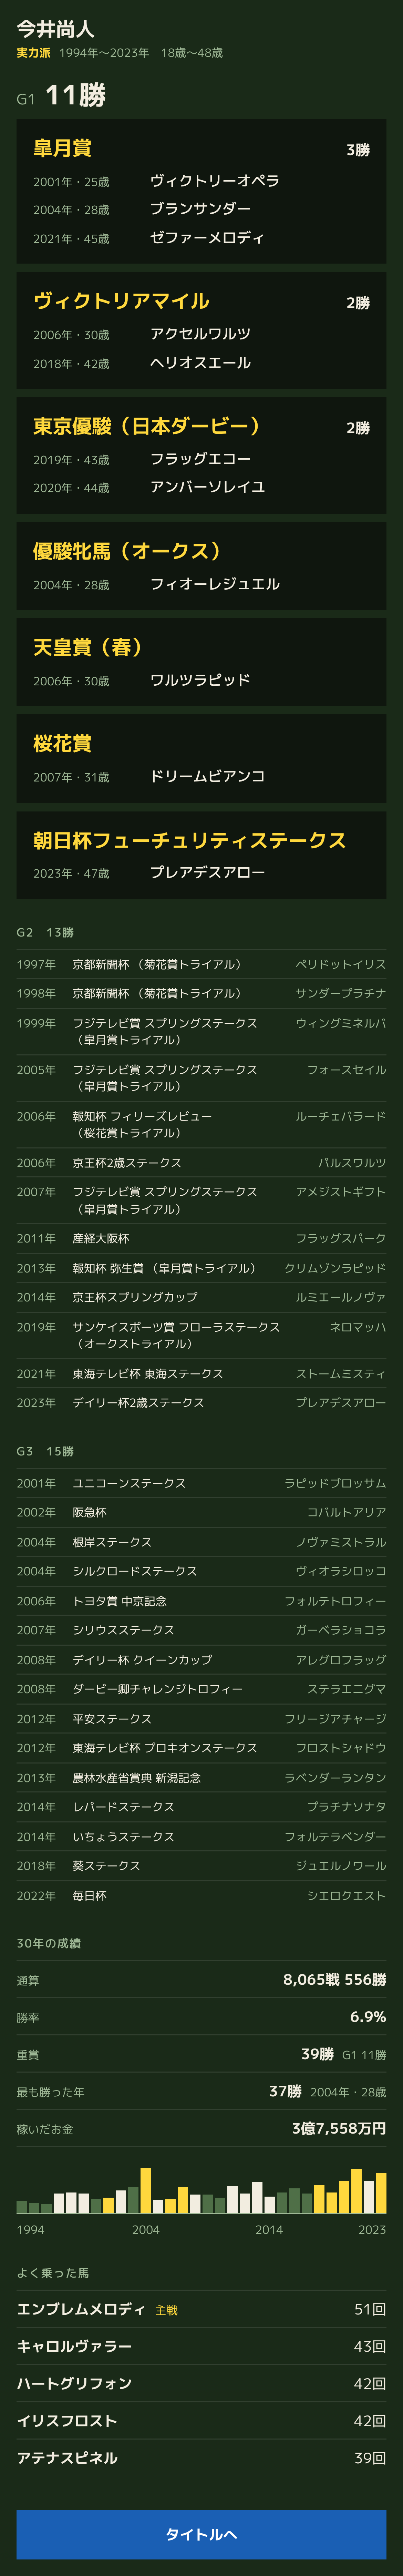 今井尚人
実力派 1994年〜2023年 18歳〜48歳
G1 11勝
皐月賞 3勝
2001年・25歳 ヴィクトリーオペラ
2004年・28歳 ブランサンダー
2021年・45歳 ゼファーメロディ
ヴィクトリアマイル 2勝
2006年・30歳 アクセルワルツ
2018年・42歳 ヘリオスエール
東京優駿（日本ダービー） 2勝
2019年・43歳 フラッグエコー
2020年・44歳 アンバーソレイユ
優駿牝馬（オークス）
2004年・28歳 フィオーレジュエル
天皇賞（春）
2006年・30歳 ワルツラピッド
桜花賞
2007年・31歳 ドリームビアンコ
朝日杯フューチュリティステークス
2023年・47歳 プレアデスアロー
G2 13勝
1997年 京都新聞杯 （菊花賞トライアル） ペリドットイリス
1998年 京都新聞杯 （菊花賞トライアル） サンダープラチナ
1999年 フジテレビ賞 スプリングステークス ウィングミネルバ
（皐月賞トライアル）
2005年 フジテレビ賞 スプリングステークス フォースセイル
（皐月賞トライアル）
2006年 報知杯 フィリーズレビュー ルーチェバラード
（桜花賞トライアル）
2006年 京王杯2歳ステークス パルスワルツ
2007年 フジテレビ賞 スプリングステークス アメジストギフト
（皐月賞トライアル）
2011年 産経大阪杯 フラッグスパーク
2013年 報知杯 弥生賞 （皐月賞トライアル） クリムゾンラピッド
2014年 京王杯スプリングカップ ルミエールノヴァ
2019年 サンケイスポーツ賞 フローラステークス ネロマッハ
（オークストライアル）
2021年 東海テレビ杯 東海ステークス ストームミスティ
2023年 デイリー杯2歳ステークス プレアデスアロー
G3 15勝
2001年 ユニコーンステークス ラピッドブロッサム
2002年 阪急杯 コバルトアリア
2004年 根岸ステークス ノヴァミストラル
2004年 シルクロードステークス ヴィオラシロッコ
2006年 トヨタ賞 中京記念 フォルテトロフィー
2007年 シリウスステークス ガーベラショコラ
2008年 デイリー杯 クイーンカップ アレグロフラッグ
2008年 ダービー卿チャレンジトロフィー ステラエニグマ
2012年 平安ステークス フリージアチャージ
2012年 東海テレビ杯 プロキオンステークス フロストシャドウ
2013年 農林水産省賞典 新潟記念 ラベンダーランタン
2014年 レパードステークス プラチナソナタ
2014年 いちょうステークス フォルテラベンダー
2018年 葵ステークス ジュエルノワール
2022年 毎日杯 シエロクエスト
30年の成績
通算 8,065戦 556勝
勝率 6.9%
重賞 39勝 G1 11勝
最も勝った年 37勝 2004年・28歳
稼いだお金 3億7,558万円
1994 2004 2014 2023
よく乗った馬
エンブレムメロディ 主戦 51回
キャロルヴァラー 43回
ハートグリフォン 42回
イリスフロスト 42回
アテナスピネル 39回
タイトルへ